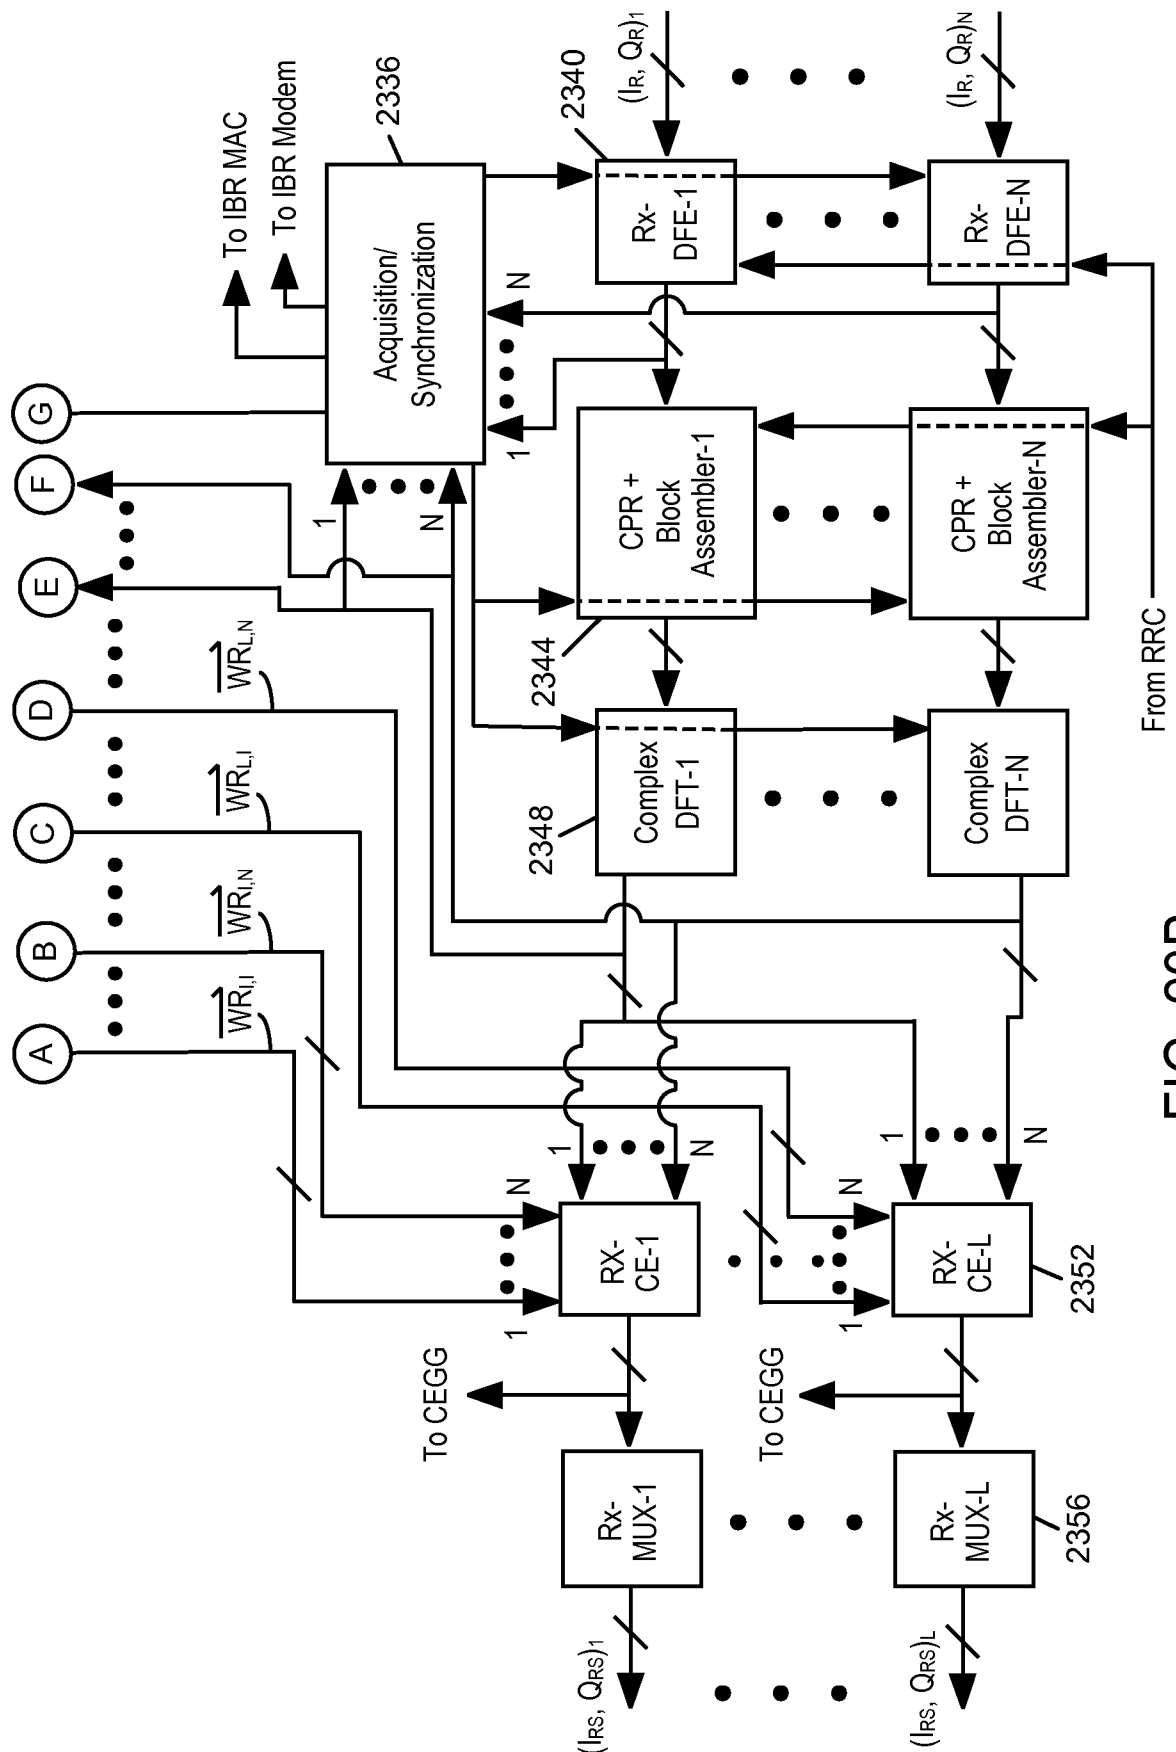 A
B
C
D
E
F
G
WRI,I
WRI,N
WRL,I
WRL,N
To IBR MAC
To IBR Modem
1
N
Acquisition/
Synchronization
2336
1
N
To CEGG
1
N
1
N
(IRS, QRS)1
Rx-
MUX-1
RX-
CE-1
2348
Complex
DFT-1
2344
CPR +
Block
Assembler-1
2340
Rx-
DFE-1
(IR, QR)1
To CEGG
1
N
1
N
(IRS, QRS)L
Rx-
MUX-L
2356
RX-
CE-L
2352
Complex
DFT-N
CPR +
Block
Assembler-N
Rx-
DFE-N
(IR, QR)N
From RRC
FIG.